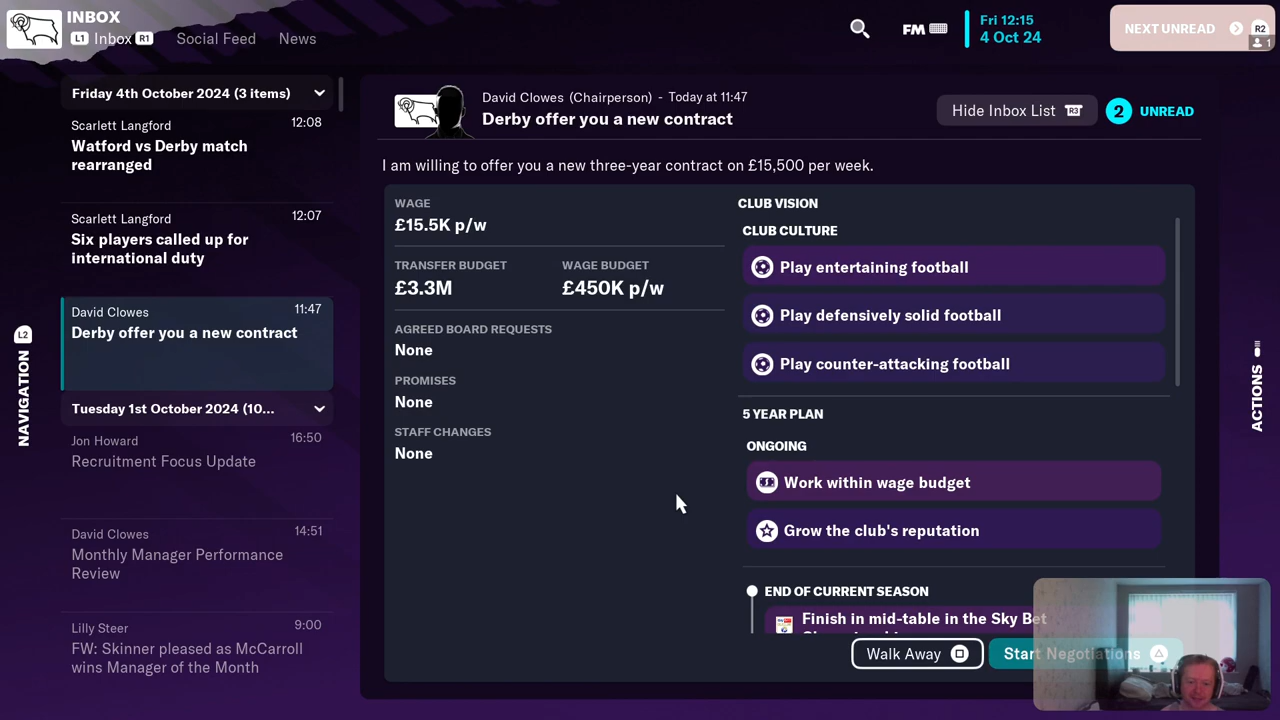 INBOX
L1 Inbox R1 Social Feed News
FM
Fri 12:15
4 Oct 24
NEXT UNREAD R2
1
Friday 4th October 2024 (3 items)
Scarlett Langford 12:08
Watford vs Derby match
rearranged
Scarlett Langford 12:07
Six players called up for
international duty
David Clowes 11:47
Derby offer you a new contract
Tuesday 1st October 2024 (10...
Jon Howard 16:50
Recruitment Focus Update
David Clowes 14:51
Monthly Manager Performance
Review
Lilly Steer 9:00
FW: Skinner pleased as McCarroll
wins Manager of the Month
L2
NAVIGATION
David Clowes (Chairperson) - Today at 11:47
Derby offer you a new contract
Hide Inbox List R3
2 UNREAD
I am willing to offer you a new three-year contract on £15,500 per week.
WAGE
£15.5K p/w
TRANSFER BUDGET WAGE BUDGET
£3.3M £450K p/w
AGREED BOARD REQUESTS
None
PROMISES
None
STAFF CHANGES
None
CLUB VISION
CLUB CULTURE
Play entertaining football
Play defensively solid football
Play counter-attacking football
5 YEAR PLAN
ONGOING
Work within wage budget
Grow the club's reputation
END OF CURRENT SEASON
Finish in mid-table in the Sky Bet
Walk Away
Start Negotiations
ACTIONS